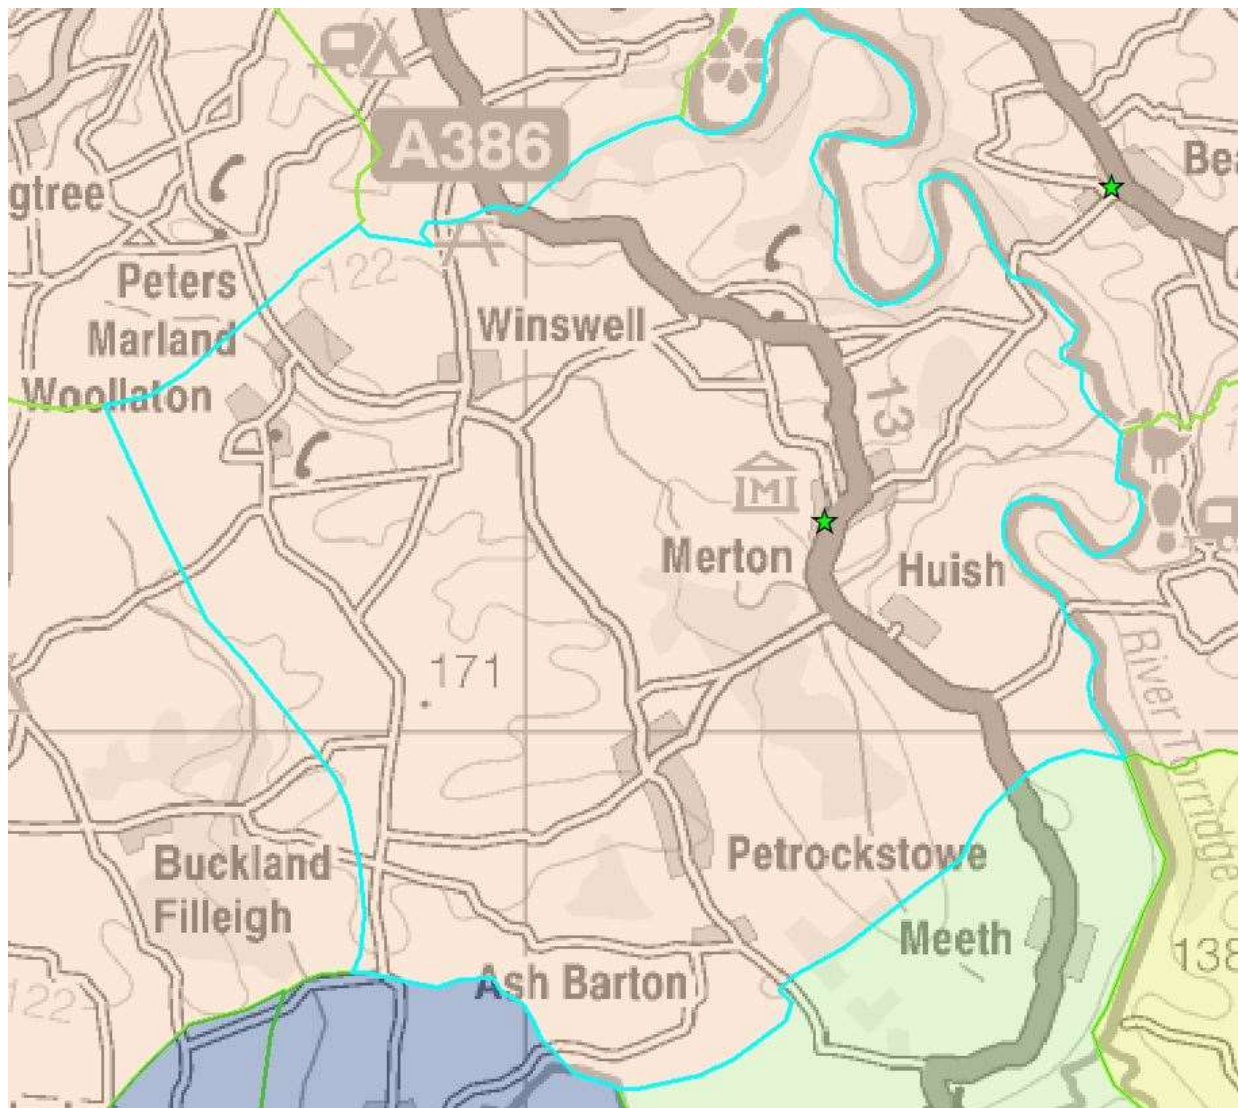 A386
Bea
gtree
Peters
Marland
122
Winswell
Woollaton
13
M
Merton
Huish
171
River Torridge
Petrockstowe
Buckland
Filleigh
Meeth
138
Ash Barton
122